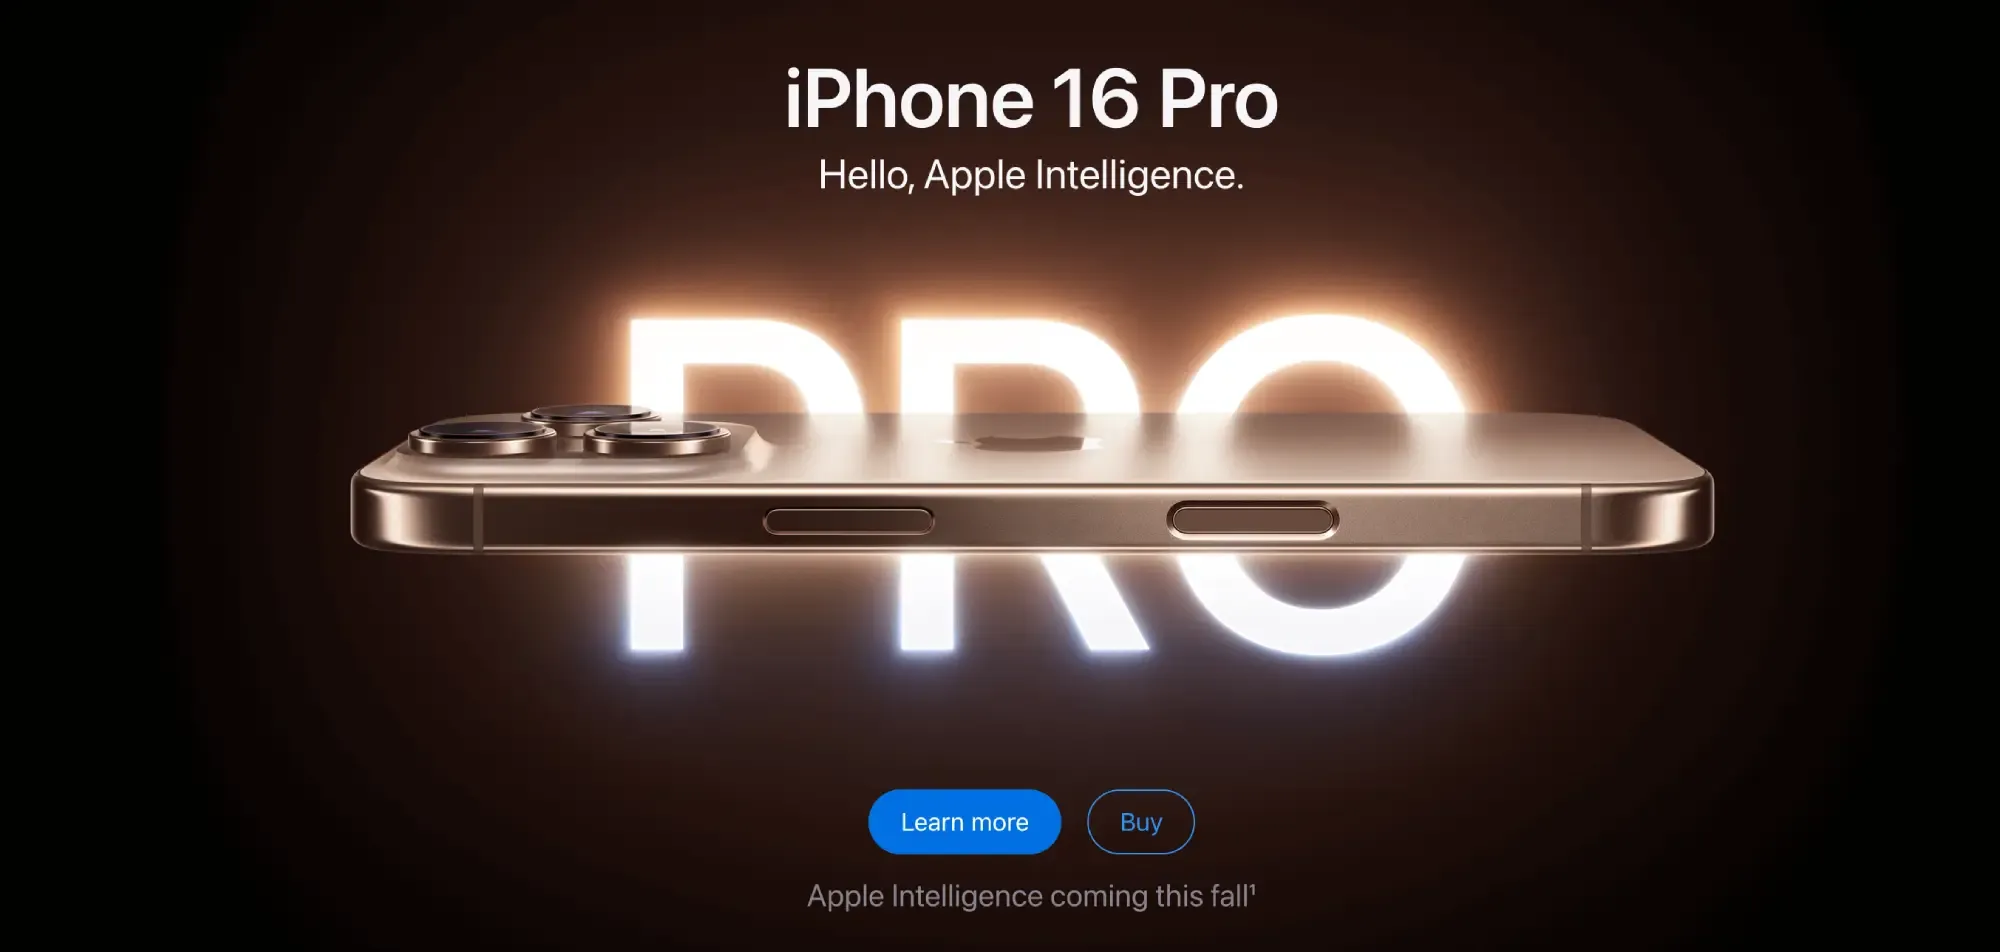 iPhone 16 Pro
Hello, Apple Intelligence.
PRO
Learn more
Buy
Apple Intelligence coming this fall¹